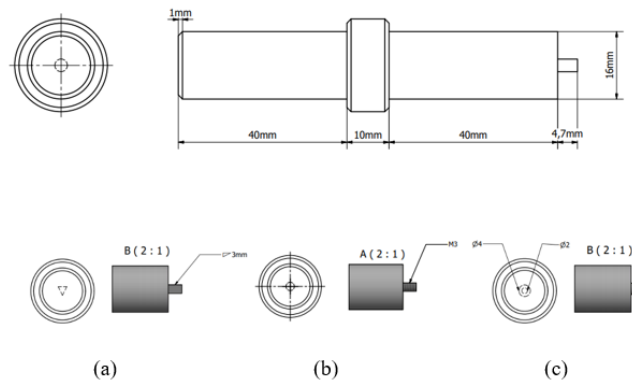 1mm
16mm
40mm
10mm
40mm
4,7mm
B ( 2 : 1 )
3mm
A ( 2 : 1 )
M3
Ø4
Ø2
B ( 2 : 1 )
(a)
(b)
(c)